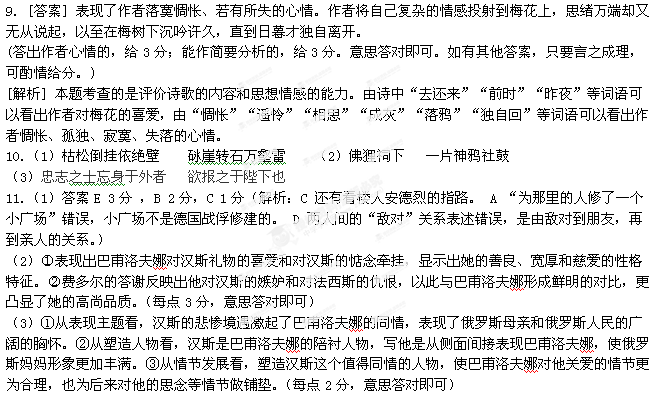 9. [答案] 表现了作者落寞惆怅、若有所失的心情。作者将自己复杂的情感投射到梅花上，思绪万端却又
无从说起，以至在梅树下沉吟许久，直到日暮才独自离开。
(答出作者心情的，给 3 分；能作简要分析的，给 3 分。意思答对即可。如有其他答案，只要言之成理，
可酌情给分。)
[解析] 本题考查的是评价诗歌的内容和思想情感的能力。由诗中“去还来”“前时”“昨夜”等词语可
以看出作者对梅花的喜爱，由“惆怅”“遥怜”“相思”“成灰”“落鸦”“独自回”等词语可以看出作
者惆怅、孤独、寂寞、失落的心情。
10.（1）枯松倒挂依绝壁 砯崖转石万壑雷 （2）佛狸祠下 一片神鸦社鼓
（3）忠志之士忘身于外者 欲报之于陛下也
11.（1）答案 E 3 分 ，B 2 分，C 1 分（解析：C 还有看楼人安德烈的指路。 A “为那里的人修了一个
小广场”错误，小广场不是德国战俘修建的。 D 两人间的“敌对”关系表述错误，是由敌对到朋友，再
到亲人的关系。）
（2）①表现出巴甫洛夫娜对汉斯礼物的喜爱和对汉斯的惦念牵挂，显示出她的善良、宽厚和慈爱的性格
特征。②费多尔的答谢反映出他对汉斯的嫉妒和对法西斯的仇恨，以此与巴甫洛夫娜形成鲜明的对比，更
凸显了她的高尚品质。（每点 3 分，意思答对即可）
（3）①从表现主题看，汉斯的悲惨境遇激起了巴甫洛夫娜的同情，表现了俄罗斯母亲和俄罗斯人民的广
阔的胸怀。②从塑造人物看，汉斯是巴甫洛夫娜的陪衬人物，写他是从侧面间接表现巴甫洛夫娜，使俄罗
斯妈妈形象更加丰满。③从情节发展看，塑造汉斯这个值得同情的人物，使巴甫洛夫娜对他关爱的情节更
为合理，也为后来对他的思念等情节做铺垫。（每点 2 分，意思答对即可）